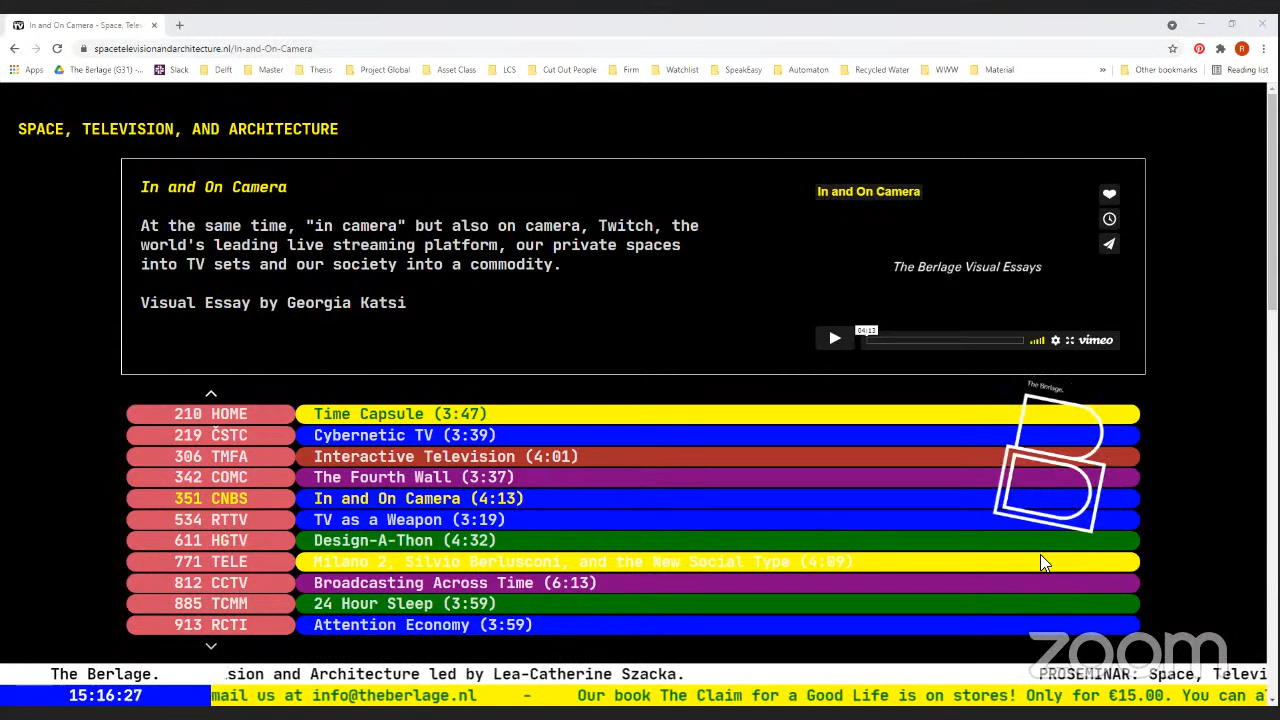 In and On Camera - Space, Tele
spacetelevisionandarchitecture.nl/In-and-On-Camera
Apps The Berlage (G31) -... Slack Delft Master Thesis Project Global Asset Class LCS Cut Out People Firm Watchlist SpeakEasy Automaton Recycled Water WWW Material » Other bookmarks Reading list
SPACE, TELEVISION, AND ARCHITECTURE
In and On Camera
At the same time, "in camera" but also on camera, Twitch, the
world's leading live streaming platform, our private spaces
into TV sets and our society into a commodity.
Visual Essay by Georgia Katsi
In and On Camera
The Berlage Visual Essays
04:13
vimeo
The Berlage.
210 HOME Time Capsule (3:47)
219 ČSTC Cybernetic TV (3:39)
306 TMFA Interactive Television (4:01)
342 COMC The Fourth Wall (3:37)
351 CNBS In and On Camera (4:13)
534 RTTV TV as a Weapon (3:19)
611 HGTV Design-A-Thon (4:32)
771 TELE Milano 2, Silvio Berlusconi, and the New Social Type (4:09)
812 CCTV Broadcasting Across Time (6:13)
885 TCMM 24 Hour Sleep (3:59)
913 RCTI Attention Economy (3:59)
zoom
The Berlage. sion and Architecture led by Lea-Catherine Szacka. PROSEMINAR: Space, Televi
15:16:27 mail us at info@theberlage.nl - Our book The Claim for a Good Life is on stores! Only for €15.00. You can al